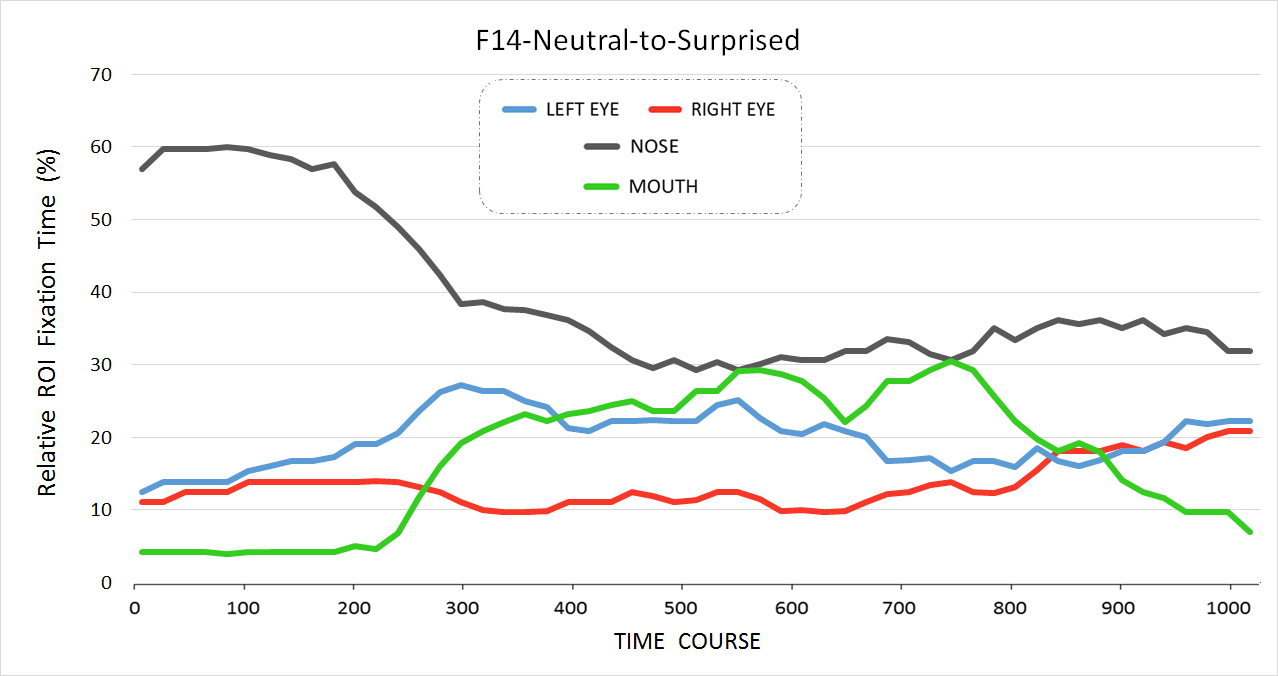 F14-Neutral-to-Surprised
LEFT EYE RIGHT EYE
NOSE
MOUTH
Relative ROI Fixation Time (%)
70
60
50
40
30
20
10
0
0 100 200 300 400 500 600 700 800 900 1000
TIME COURSE